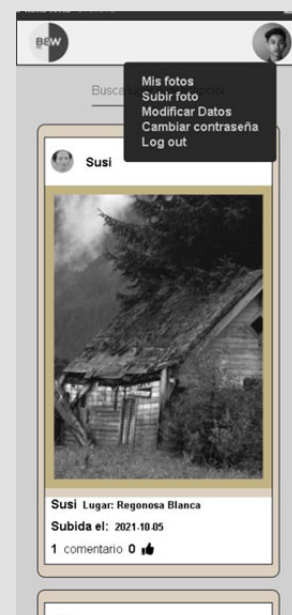 B&W
Mis fotos
Subir foto
Modificar Datos
Cambiar contraseña
Log out
Busca
Susi
Susi Lugar: Regonosa Blanca
Subida el: 2021-10-05
1 comentario 0